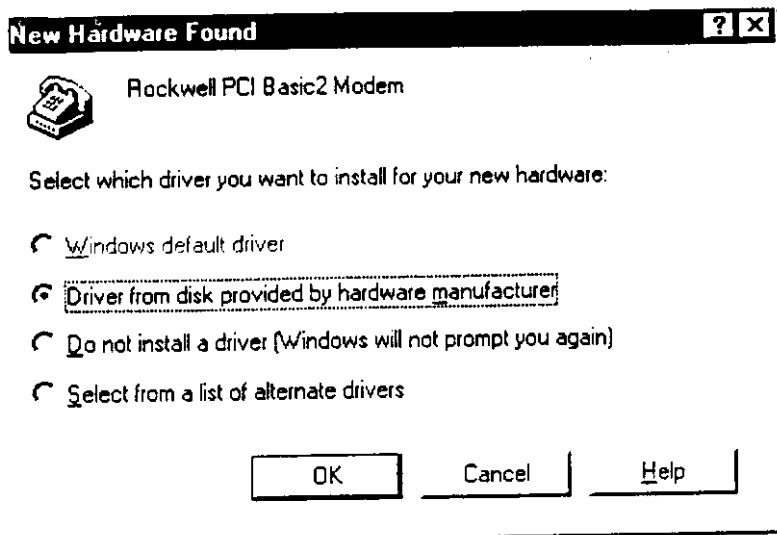 New Hardware Found
Rockwell PCI Basic2 Modem
Select which driver you want to install for your new hardware:
Windows default driver
Driver from disk provided by hardware manufacturer
Do not install a driver (Windows will not prompt you again)
Select from a list of alternate drivers
OK Cancel Help